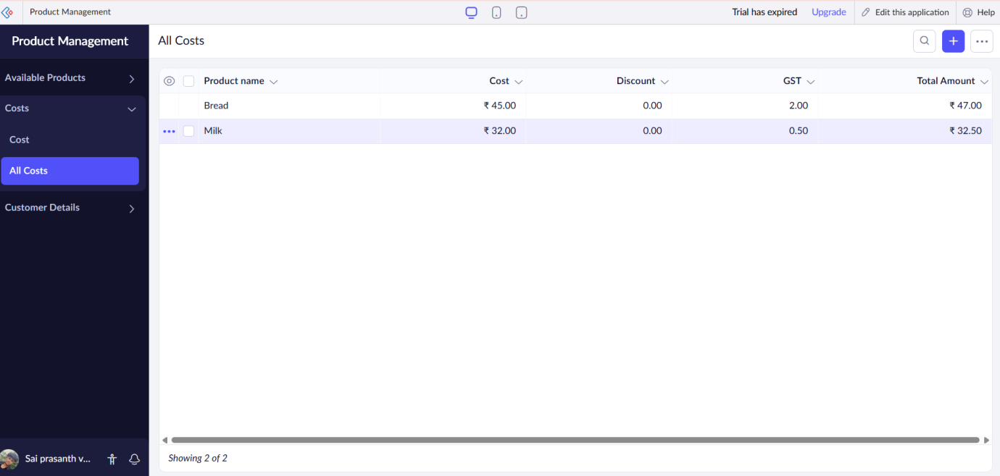 Product Management
Trial has expired Upgrade Edit this application Help
Product Management
All Costs
Available Products
Costs
Cost
All Costs
Customer Details
Product name Cost Discount GST Total Amount
Bread ₹ 45.00 0.00 2.00 ₹ 47.00
Milk ₹ 32.00 0.00 0.50 ₹ 32.50
Showing 2 of 2
Sai prasanth v...